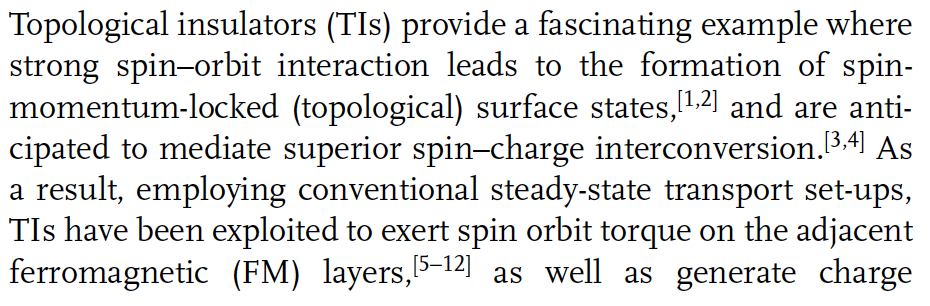 Topological insulators (TIs) provide a fascinating example where
strong spin–orbit interaction leads to the formation of spin-
momentum-locked (topological) surface states,[1,2] and are anti-
cipated to mediate superior spin–charge interconversion.[3,4] As
a result, employing conventional steady-state transport set-ups,
TIs have been exploited to exert spin orbit torque on the adjacent
ferromagnetic (FM) layers,[5–12] as well as generate charge